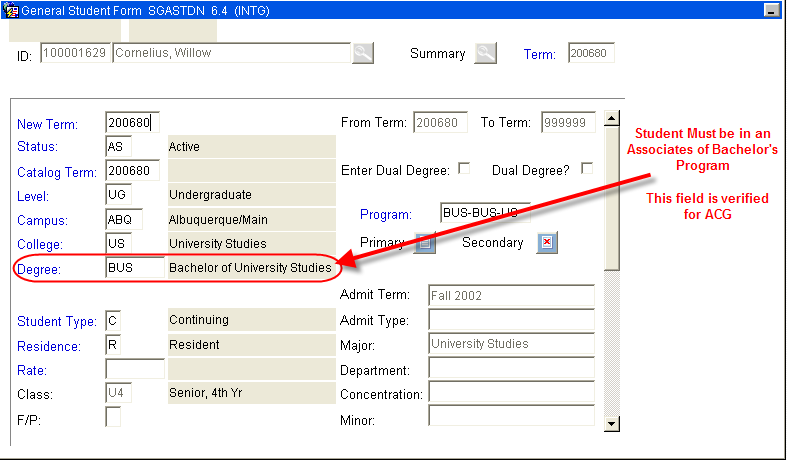 General Student Form SGASTDN 6.4 (INTG)
ID: 100001629 Cornelius, Willow Summary Term: 200680
New Term: 200680 From Term: 200680 To Term: 999999
Status: AS Active
Catalog Term: 200680 Enter Dual Degree: Dual Degree?
Level: UG Undergraduate
Campus: ABQ Albuquerque/Main Program: BUS-BUS-US
College: US University Studies Primary Secondary
Degree: BUS Bachelor of University Studies
Admit Term: Fall 2002
Student Type: C Continuing Admit Type:
Residence: R Resident Major: University Studies
Rate: Department:
Class: U4 Senior, 4th Yr Concentration:
F/P: Minor:
Student Must be in an
Associates of Bachelor's
Program
This field is verified
for ACG